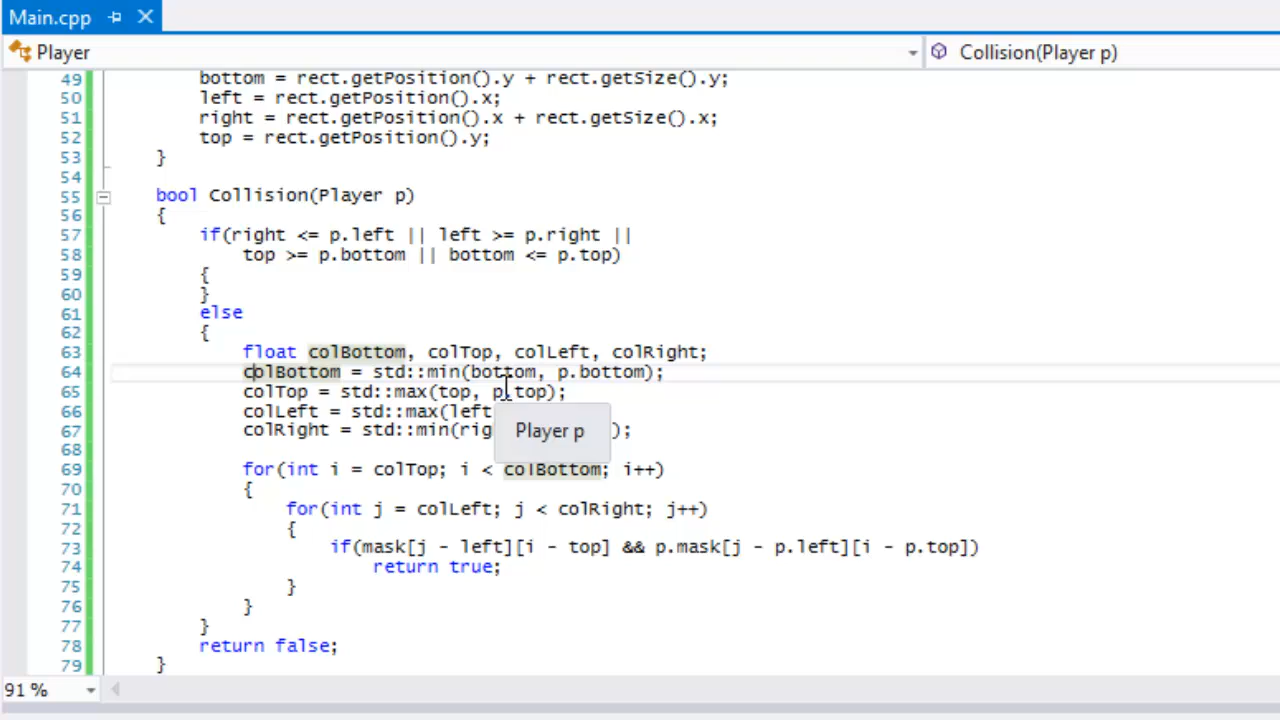 Main.cpp
Player
Collision(Player p)
49 bottom = rect.getPosition().y + rect.getSize().y;
50 left = rect.getPosition().x;
51 right = rect.getPosition().x + rect.getSize().x;
52 top = rect.getPosition().y;
53 }
54
55 bool Collision(Player p)
56 {
57 if(right <= p.left || left >= p.right ||
58 top >= p.bottom || bottom <= p.top)
59 {
60 }
61 else
62 {
63 float colBottom, colTop, colLeft, colRight;
64 colBottom = std::min(bottom, p.bottom);
65 colTop = std::max(top, p.top);
66 colLeft = std::max(left
67 colRight = std::min(rig );
Player p
68
69 for(int i = colTop; i < colBottom; i++)
70 {
71 for(int j = colLeft; j < colRight; j++)
72 {
73 if(mask[j - left][i - top] && p.mask[j - p.left][i - p.top])
74 return true;
75 }
76 }
77 }
78 return false;
79 }
91 %